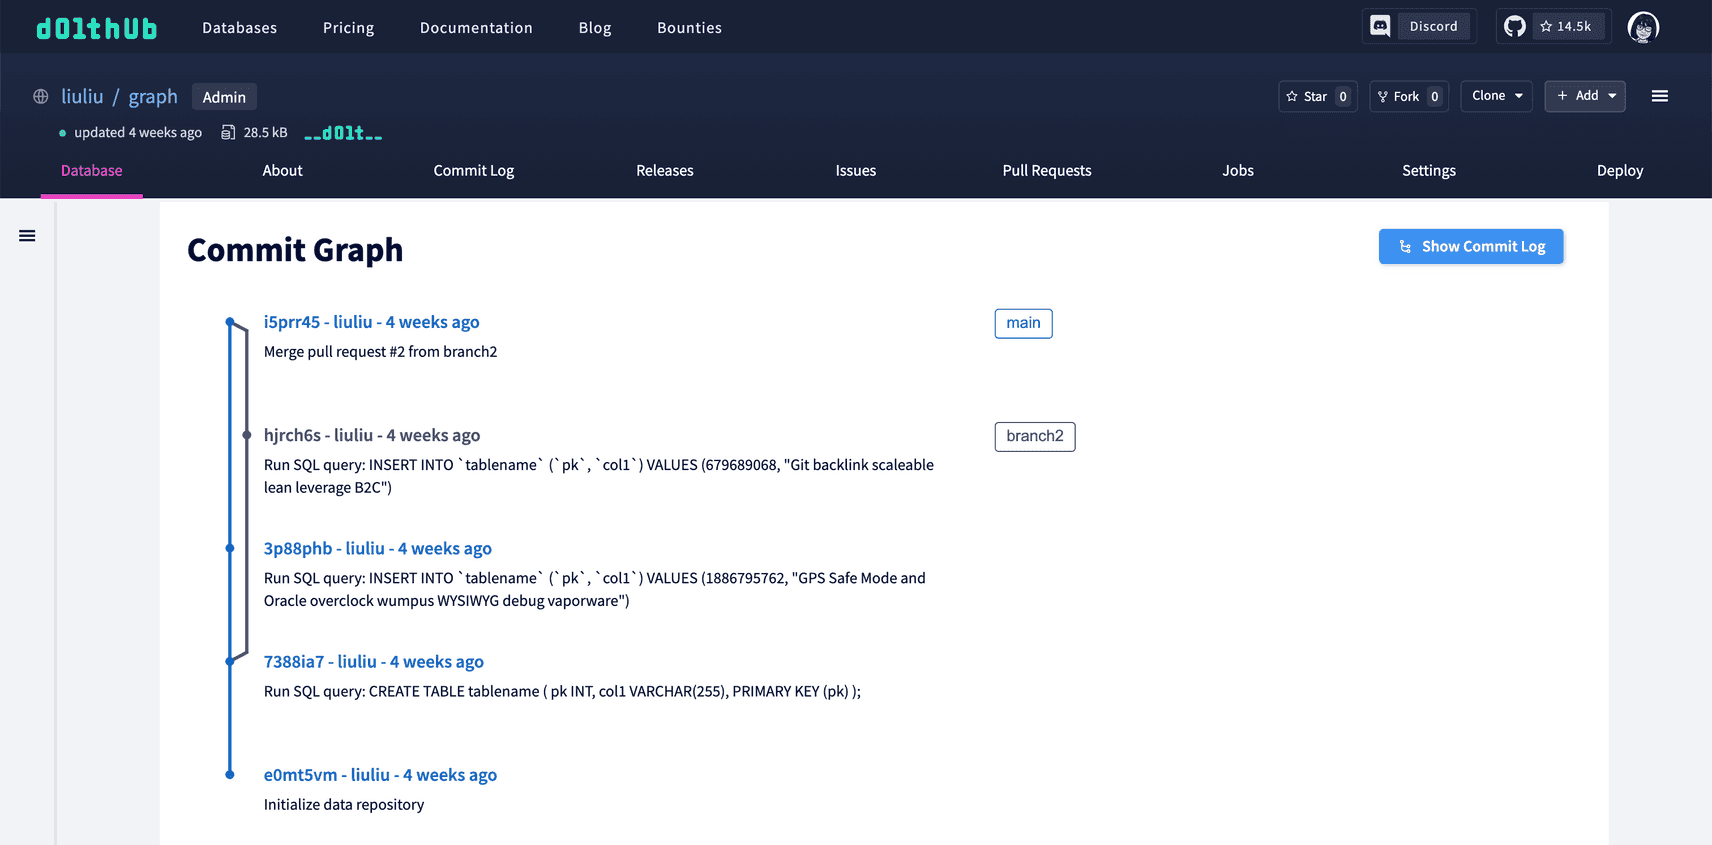 dolthub Databases Pricing Documentation Blog Bounties Discord 14.5k
liuliu / graph Admin Star 0 Fork 0 Clone + Add
updated 4 weeks ago 28.5 kB __dolt__
Database About Commit Log Releases Issues Pull Requests Jobs Settings Deploy
Commit Graph Show Commit Log
i5prr45 - liuliu - 4 weeks ago main
Merge pull request #2 from branch2
hjrch6s - liuliu - 4 weeks ago branch2
Run SQL query: INSERT INTO `tablename` (`pk`, `col1`) VALUES (679689068, "Git backlink scaleable
lean leverage B2C")
3p88phb - liuliu - 4 weeks ago
Run SQL query: INSERT INTO `tablename` (`pk`, `col1`) VALUES (1886795762, "GPS Safe Mode and
Oracle overclock wumpus WYSIWYG debug vaporware")
7388ia7 - liuliu - 4 weeks ago
Run SQL query: CREATE TABLE tablename ( pk INT, col1 VARCHAR(255), PRIMARY KEY (pk) );
e0mt5vm - liuliu - 4 weeks ago
Initialize data repository